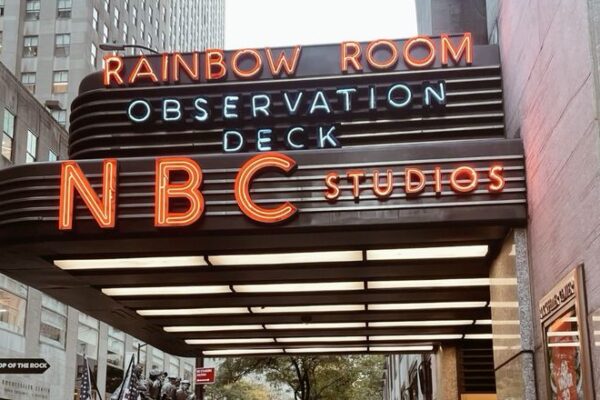 RAINBOW ROOM
OBSERVATION
DECK
NBC STUDIOS
TOP OF THE ROCK